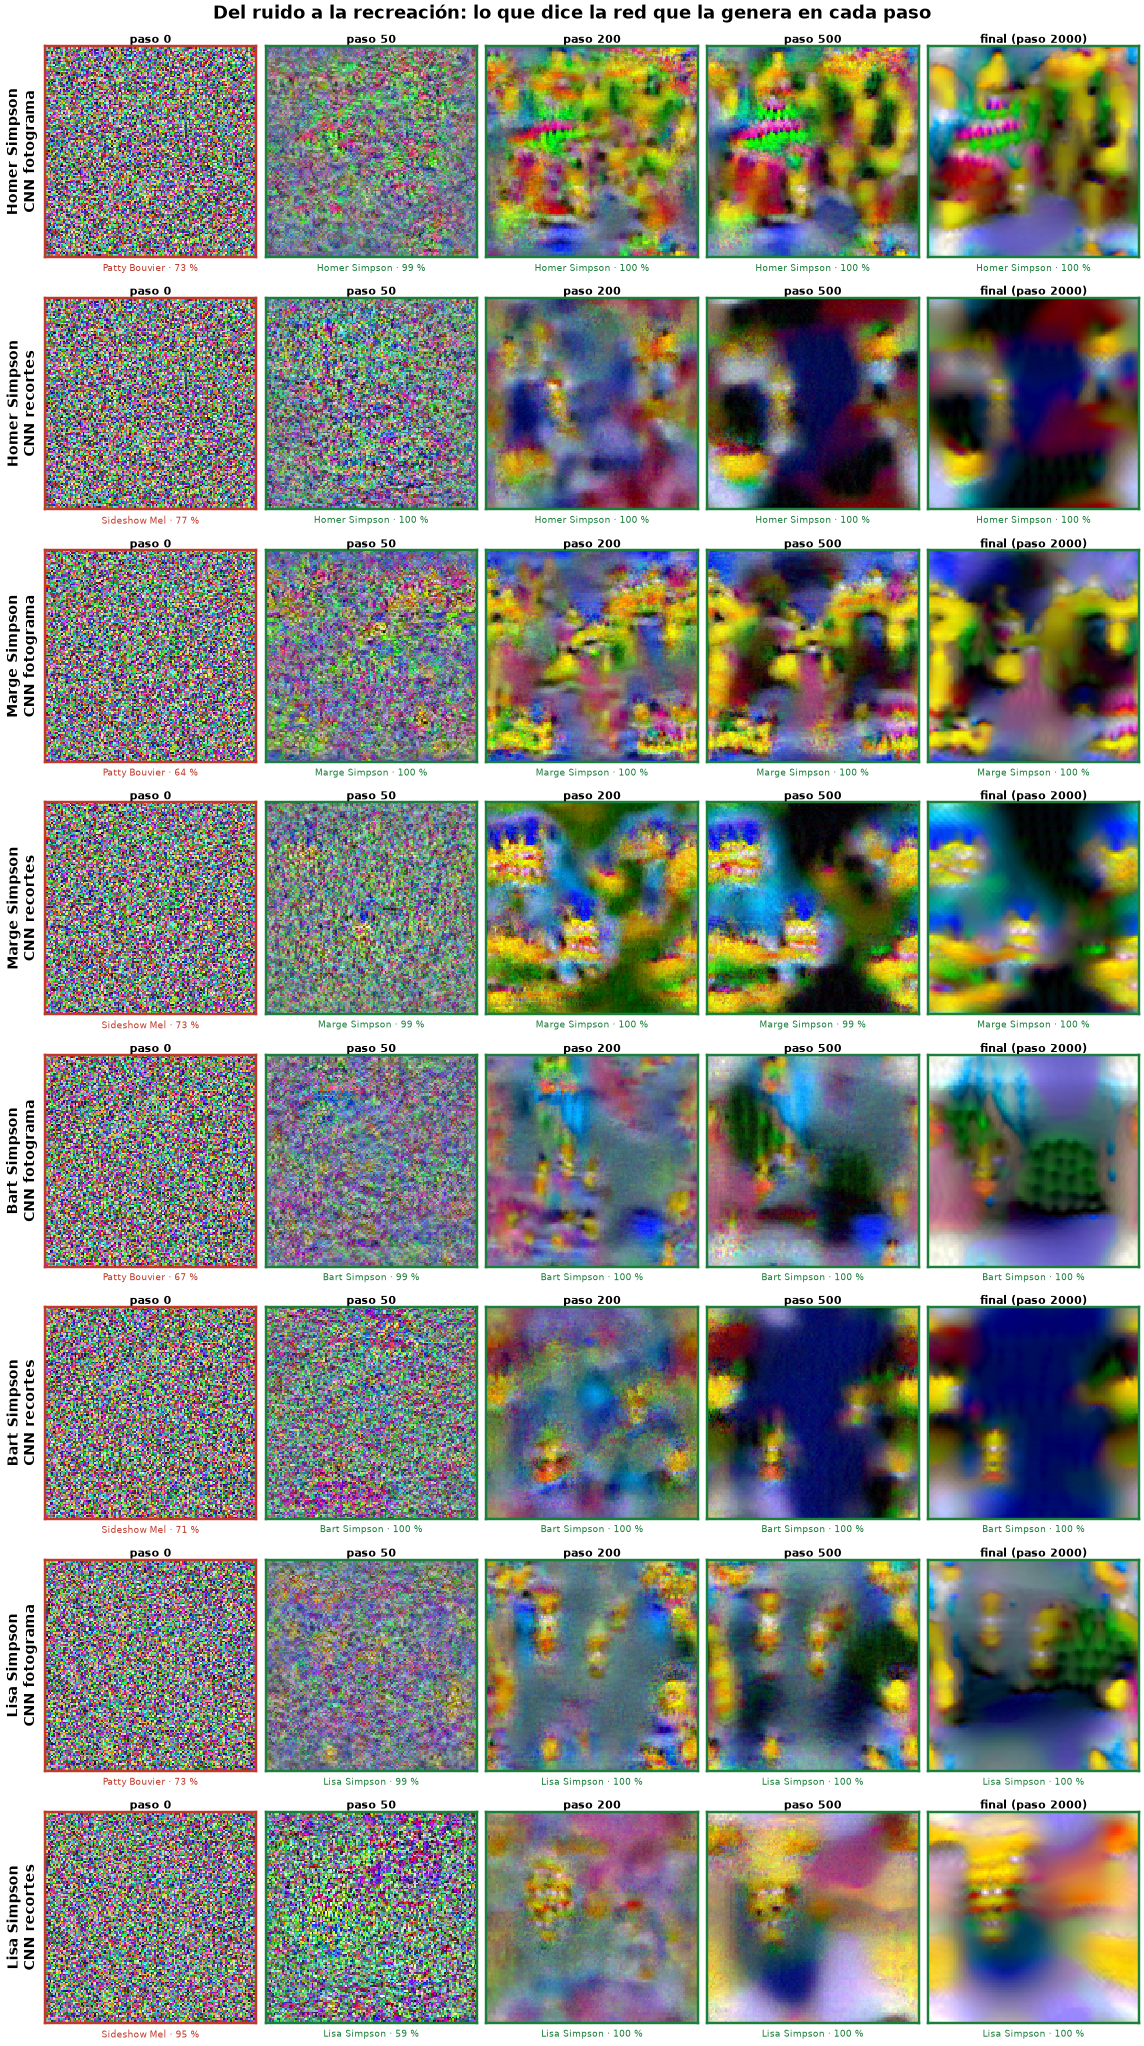 Del ruido a la recreación: lo que dice la red que la genera en cada paso
Homer Simpson
CNN fotograma
paso 0
paso 50
paso 200
paso 500
final (paso 2000)
Patty Bouvier · 73 %
Homer Simpson · 99 %
Homer Simpson · 100 %
Homer Simpson · 100 %
Homer Simpson · 100 %
Homer Simpson
CNN recortes
paso 0
paso 50
paso 200
paso 500
final (paso 2000)
Sideshow Mel · 77 %
Homer Simpson · 100 %
Homer Simpson · 100 %
Homer Simpson · 100 %
Homer Simpson · 100 %
Marge Simpson
CNN fotograma
paso 0
paso 50
paso 200
paso 500
final (paso 2000)
Patty Bouvier · 64 %
Marge Simpson · 100 %
Marge Simpson · 100 %
Marge Simpson · 100 %
Marge Simpson · 100 %
Marge Simpson
CNN recortes
paso 0
paso 50
paso 200
paso 500
final (paso 2000)
Sideshow Mel · 73 %
Marge Simpson · 99 %
Marge Simpson · 100 %
Marge Simpson · 99 %
Marge Simpson · 100 %
Bart Simpson
CNN fotograma
paso 0
paso 50
paso 200
paso 500
final (paso 2000)
Patty Bouvier · 67 %
Bart Simpson · 99 %
Bart Simpson · 100 %
Bart Simpson · 100 %
Bart Simpson · 100 %
Bart Simpson
CNN recortes
paso 0
paso 50
paso 200
paso 500
final (paso 2000)
Sideshow Mel · 71 %
Bart Simpson · 100 %
Bart Simpson · 100 %
Bart Simpson · 100 %
Bart Simpson · 100 %
Lisa Simpson
CNN fotograma
paso 0
paso 50
paso 200
paso 500
final (paso 2000)
Patty Bouvier · 73 %
Lisa Simpson · 99 %
Lisa Simpson · 100 %
Lisa Simpson · 100 %
Lisa Simpson · 100 %
Lisa Simpson
CNN recortes
paso 0
paso 50
paso 200
paso 500
final (paso 2000)
Sideshow Mel · 95 %
Lisa Simpson · 59 %
Lisa Simpson · 100 %
Lisa Simpson · 100 %
Lisa Simpson · 100 %